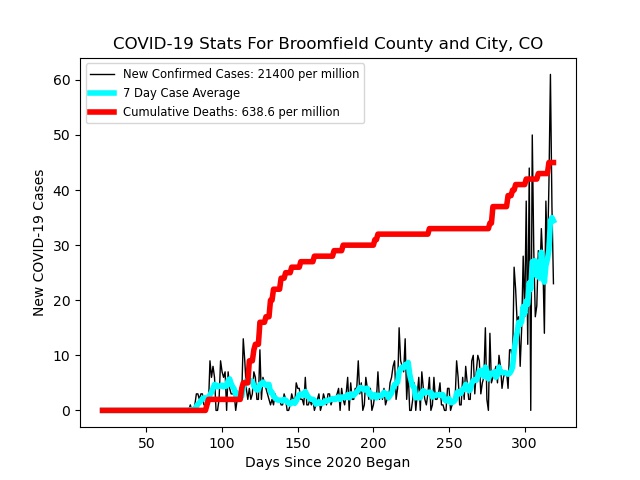 COVID-19 Stats For Broomfield County and City, CO
New Confirmed Cases: 21400 per million
7 Day Case Average
Cumulative Deaths: 638.6 per million
New COVID-19 Cases
60
50
40
30
20
10
0
50 100 150 200 250 300
Days Since 2020 Began